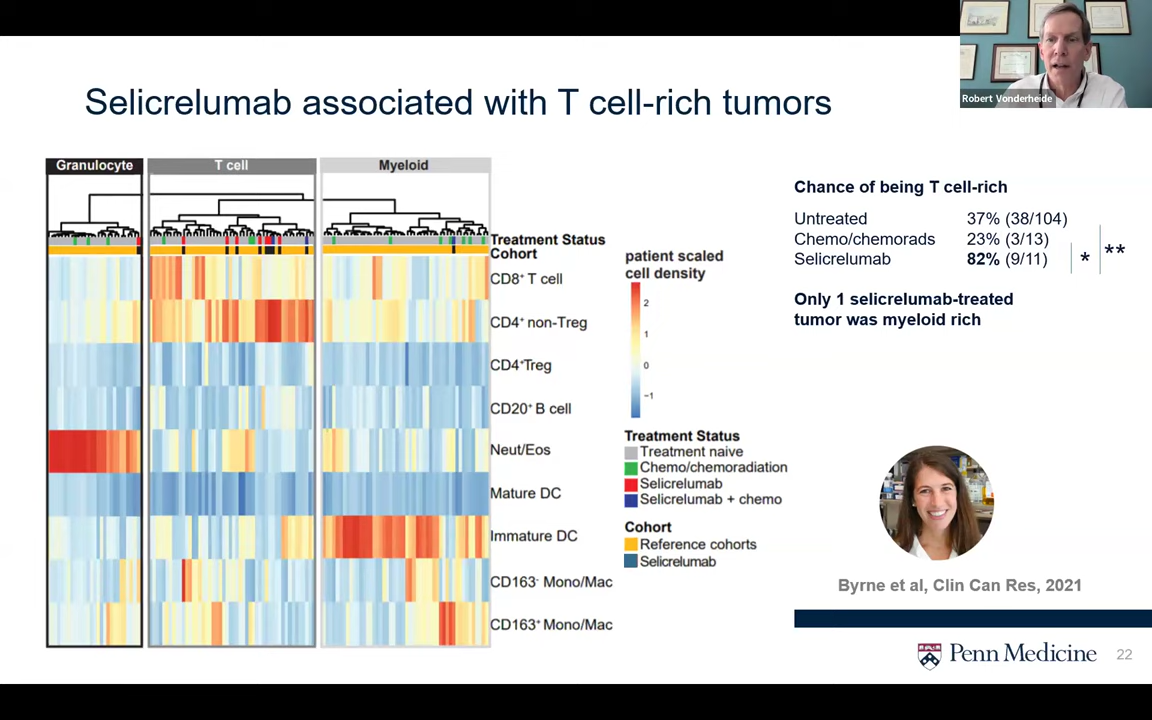 Robert Vonderheide
Selicrelumab associated with T cell-rich tumors
Granulocyte
T cell
Myeloid
Treatment Status
Cohort
CD8⁺ T cell
CD4⁺ non-Treg
CD4⁺Treg
CD20⁺ B cell
Neut/Eos
Mature DC
Immature DC
CD163⁻ Mono/Mac
CD163⁺ Mono/Mac
patient scaled
cell density
2
1
0
−1
Treatment Status
Treatment naive
Chemo/chemoradiation
Selicrelumab
Selicrelumab + chemo
Cohort
Reference cohorts
Selicrelumab
Chance of being T cell-rich
Untreated 37% (38/104)
Chemo/chemorads 23% (3/13)
Selicrelumab 82% (9/11)
* **
Only 1 selicrelumab-treated
tumor was myeloid rich
Byrne et al, Clin Can Res, 2021
Penn Medicine
22